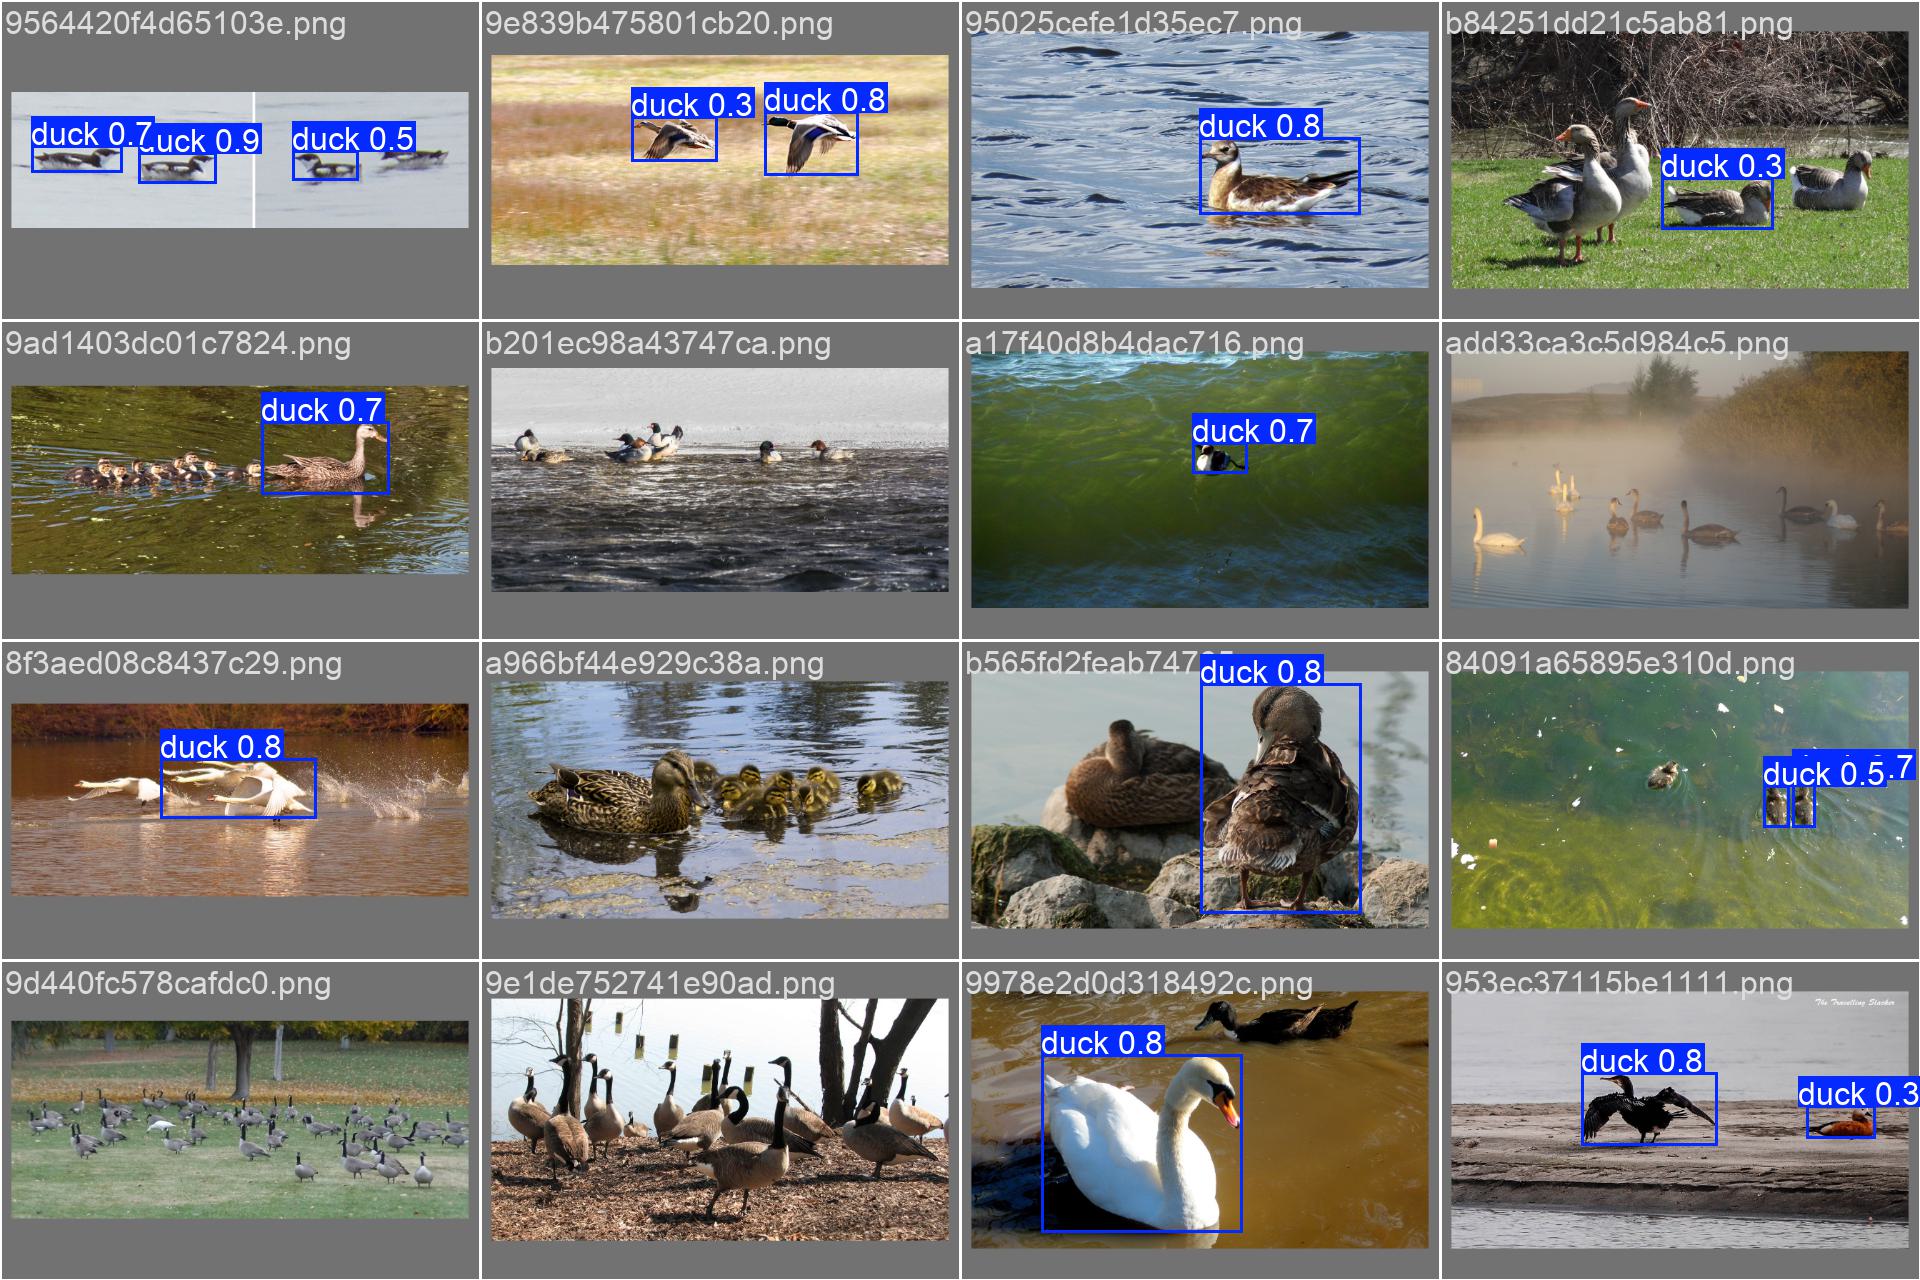 9564420f4d65103e.png
duck 0.7
duck 0.9
duck 0.5
9e839b475801cb20.png
duck 0.3
duck 0.8
95025cefe1d35ec7.png
duck 0.8
b84251dd21c5ab81.png
duck 0.3
9ad1403dc01c7824.png
duck 0.7
b201ec98a43747ca.png
a17f40d8b4dac716.png
duck 0.7
add33ca3c5d984c5.png
8f3aed08c8437c29.png
duck 0.8
a966bf44e929c38a.png
duck 0.8
84091a65895e310d.png
duck 0.5
.7
9d440fc578cafdc0.png
9e1de752741e90ad.png
9978e2d0d318492c.png
duck 0.8
953ec37115be1111.png
The Travelling Slacker
duck 0.8
duck 0.3